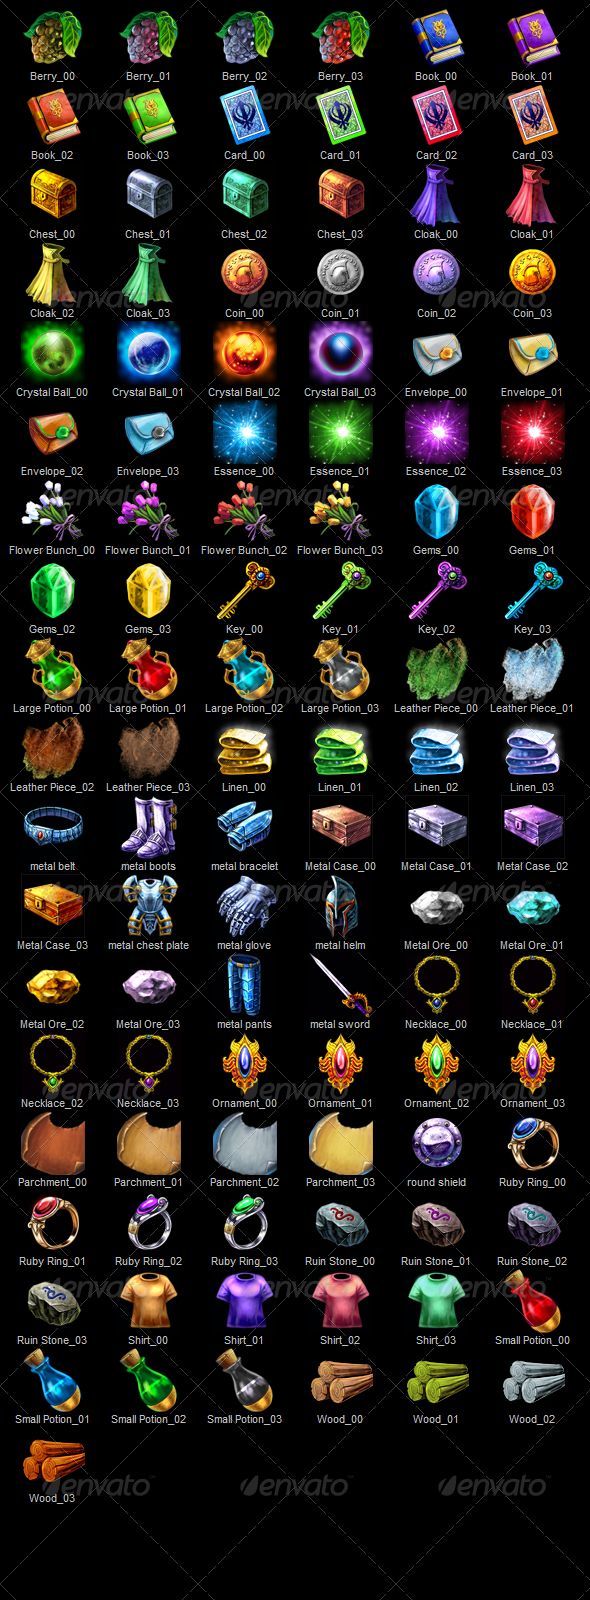 Berry_00 Berry_01 Berry_02 Berry_03 Book_00 Book_01
Book_02 Book_03 Card_00 Card_01 Card_02 Card_03
Chest_00 Chest_01 Chest_02 Chest_03 Cloak_00 Cloak_01
Cloak_02 Cloak_03 Coin_00 Coin_01 Coin_02 Coin_03
Crystal Ball_00 Crystal Ball_01 Crystal Ball_02 Crystal Ball_03 Envelope_00 Envelope_01
Envelope_02 Envelope_03 Essence_00 Essence_01 Essence_02 Essence_03
Flower Bunch_00 Flower Bunch_01 Flower Bunch_02 Flower Bunch_03 Gems_00 Gems_01
Gems_02 Gems_03 Key_00 Key_01 Key_02 Key_03
Large Potion_00 Large Potion_01 Large Potion_02 Large Potion_03 Leather Piece_00 Leather Piece_01
Leather Piece_02 Leather Piece_03 Linen_00 Linen_01 Linen_02 Linen_03
metal belt metal boots metal bracelet Metal Case_00 Metal Case_01 Metal Case_02
Metal Case_03 metal chest plate metal glove metal helm Metal Ore_00 Metal Ore_01
Metal Ore_02 Metal Ore_03 metal pants metal sword Necklace_00 Necklace_01
Necklace_02 Necklace_03 Ornament_00 Ornament_01 Ornament_02 Ornament_03
Parchment_00 Parchment_01 Parchment_02 Parchment_03 round shield Ruby Ring_00
Ruby Ring_01 Ruby Ring_02 Ruby Ring_03 Ruin Stone_00 Ruin Stone_01 Ruin Stone_02
Ruin Stone_03 Shirt_00 Shirt_01 Shirt_02 Shirt_03 Small Potion_00
Small Potion_01 Small Potion_02 Small Potion_03 Wood_00 Wood_01 Wood_02
envato envato envato
Wood_03